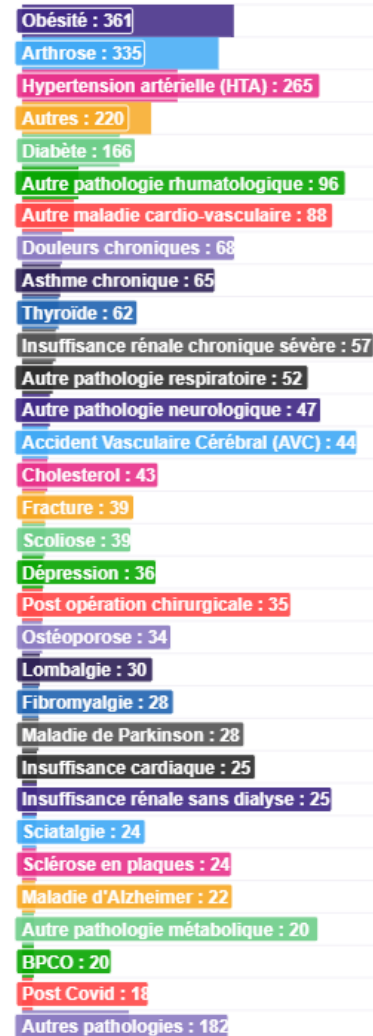 Obésité : 361
Arthrose : 335
Hypertension artérielle (HTA) : 265
Autres : 220
Diabète : 166
Autre pathologie rhumatologique : 96
Autre maladie cardio-vasculaire : 88
Douleurs chroniques : 68
Asthme chronique : 65
Thyroïde : 62
Insuffisance rénale chronique sévère : 57
Autre pathologie respiratoire : 52
Autre pathologie neurologique : 47
Accident Vasculaire Cérébral (AVC) : 44
Cholesterol : 43
Fracture : 39
Scoliose : 39
Dépression : 36
Post opération chirurgicale : 35
Ostéoporose : 34
Lombalgie : 30
Fibromyalgie : 28
Maladie de Parkinson : 28
Insuffisance cardiaque : 25
Insuffisance rénale sans dialyse : 25
Sciatalgie : 24
Sclérose en plaques : 24
Maladie d'Alzheimer : 22
Autre pathologie métabolique : 20
BPCO : 20
Post Covid : 18
Autres pathologies : 182